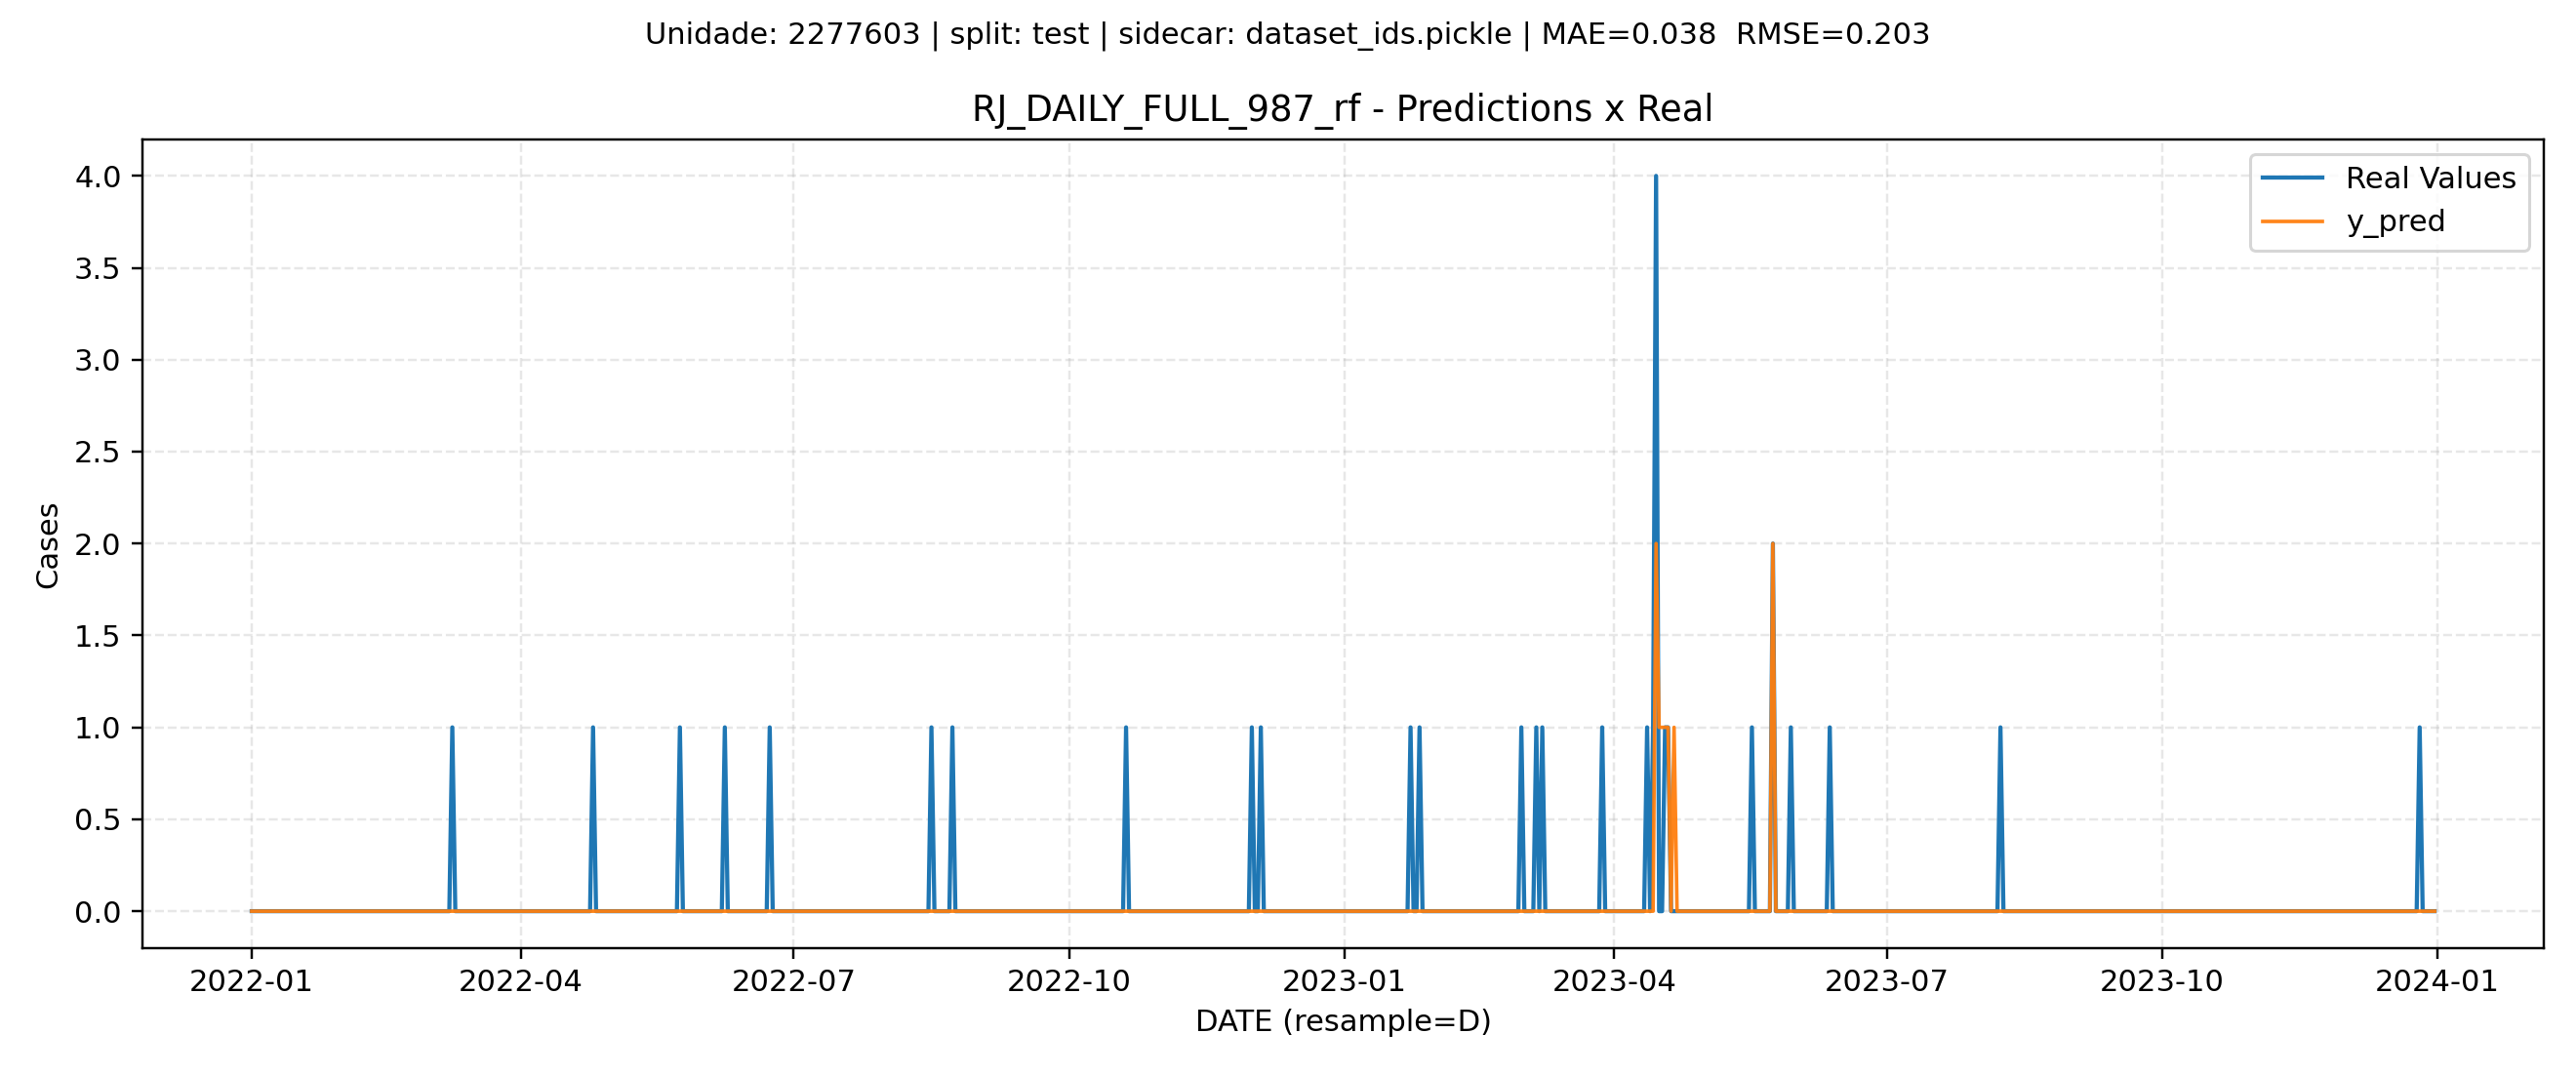 Unidade: 2277603 | split: test | sidecar: dataset_ids.pickle | MAE=0.038  RMSE=0.203
RJ_DAILY_FULL_987_rf - Predictions x Real
Real Values
y_pred
Cases
4.0
3.5
3.0
2.5
2.0
1.5
1.0
0.5
0.0
2022-01 2022-04 2022-07 2022-10 2023-01 2023-04 2023-07 2023-10 2024-01
DATE (resample=D)